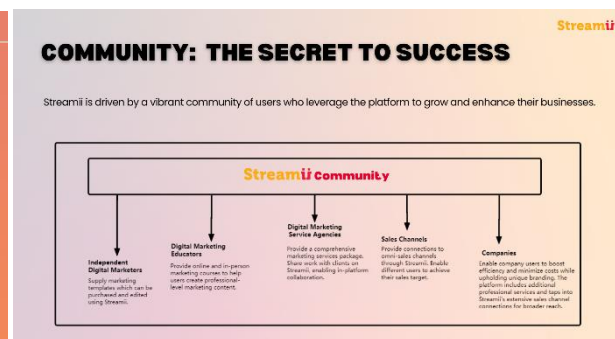 Streamii
COMMUNITY: THE SECRET TO SUCCESS
Streamii is driven by a vibrant community of users who leverage the platform to grow and enhance their businesses.
Streamii Community
Independent
Digital Marketers
Supply marketing
templates which can be
purchased and edited
using Streamii.
Digital Marketing
Educators
Provide online and in-person
marketing courses to help
users create professional-
level marketing content.
Digital Marketing
Service Agencies
Provide a comprehensive
marketing services package.
Share work with clients on
Streamii, enabling in-platform
collaboration.
Sales Channels
Provide connections to
omni-sales channels
through Streamii. Enable
different users to achieve
their sales target.
Companies
Enable company users to boost
efficiency and minimize costs while
upholding unique branding. The
platform includes additional
professional services and taps into
Streamii's extensive sales channel
connections for broader reach.